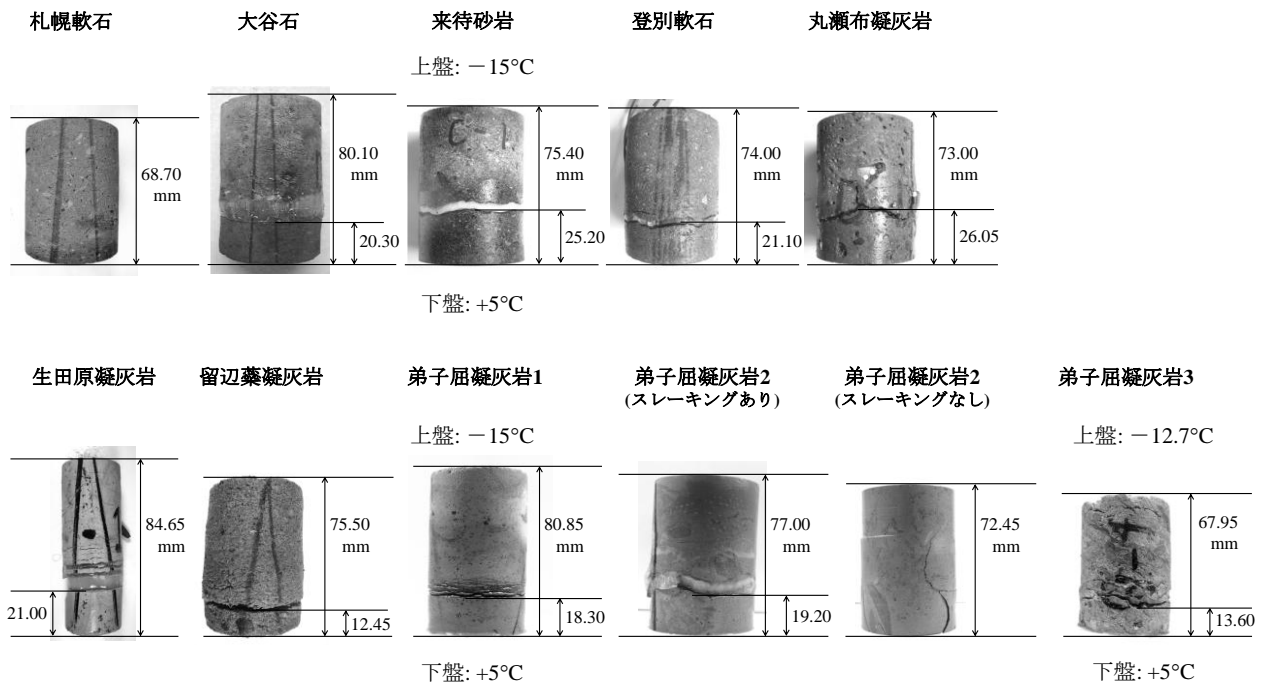 札幌軟石
大谷石
来待砂岩
登別軟石
丸瀬布凝灰岩
上盤: －15°C
68.70
mm
80.10
mm
20.30
C-1
75.40
mm
25.20
74.00
mm
21.10
73.00
mm
26.05
下盤: +5°C
生田原凝灰岩
留辺蘂凝灰岩
弟子屈凝灰岩1
弟子屈凝灰岩2
(スレーキングあり)
弟子屈凝灰岩2
(スレーキングなし)
弟子屈凝灰岩3
上盤: －15°C
上盤: －12.7°C
84.65
mm
21.00
75.50
mm
12.45
80.85
mm
18.30
77.00
mm
19.20
72.45
mm
67.95
mm
13.60
下盤: +5°C
下盤: +5°C